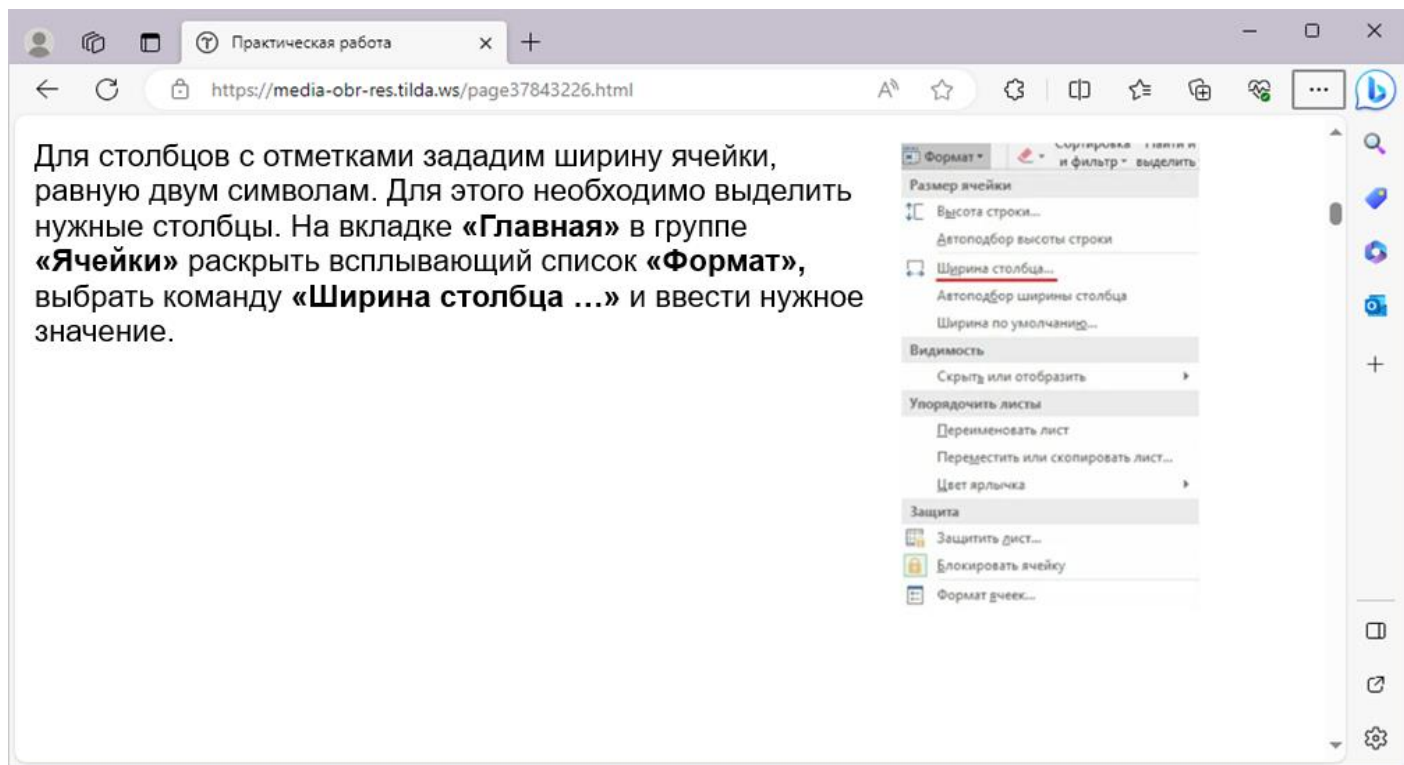 Практическая работа
https://media-obr-res.tilda.ws/page37843226.html
Для столбцов с отметками зададим ширину ячейки,
равную двум символам. Для этого необходимо выделить
нужные столбцы. На вкладке «Главная» в группе
«Ячейки» раскрыть всплывающий список «Формат»,
выбрать команду «Ширина столбца ...» и ввести нужное
значение.
Сортировка Найти и
Формат и фильтр выделить
Размер ячейки
Высота строки...
Автоподбор высоты строки
Ширина столбца...
Автоподбор ширины столбца
Ширина по умолчанию...
Видимость
Скрыть или отобразить
Упорядочить листы
Переименовать лист
Переместить или скопировать лист...
Цвет ярлычка
Защита
Защитить лист...
Блокировать ячейку
Формат ячеек...